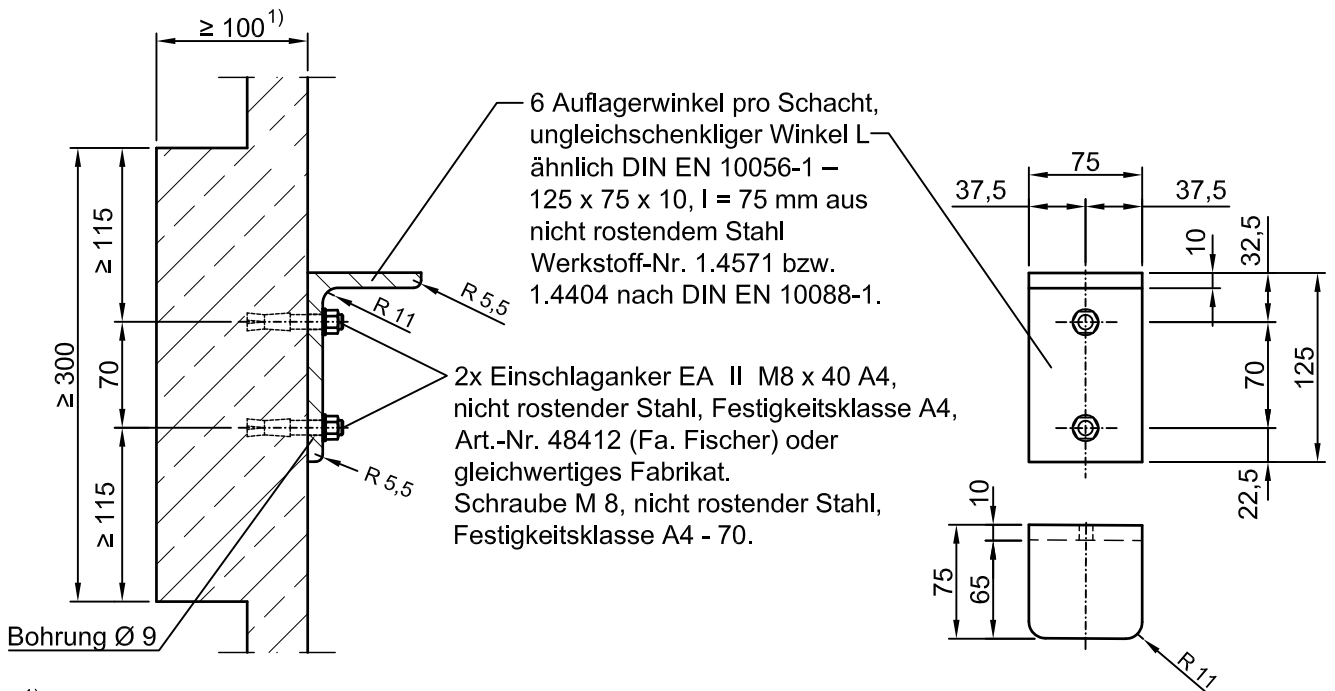 ≥ 100 1)
6 Auflagerwinkel pro Schacht,
ungleichschenkliger Winkel L
ähnlich DIN EN 10056-1 –
125 x 75 x 10, l = 75 mm aus
nicht rostendem Stahl
Werkstoff-Nr. 1.4571 bzw.
1.4404 nach DIN EN 10088-1.
≥ 300
≥ 115
70
≥ 115
R 5,5
R 11
R 5,5
2x Einschlaganker EA II M8 x 40 A4,
nicht rostender Stahl, Festigkeitsklasse A4,
Art.-Nr. 48412 (Fa. Fischer) oder
gleichwertiges Fabrikat.
Schraube M 8, nicht rostender Stahl,
Festigkeitsklasse A4 - 70.
Bohrung Ø 9
75
37,5
37,5
10
32,5
70
125
22,5
10
75
65
R 11
1)